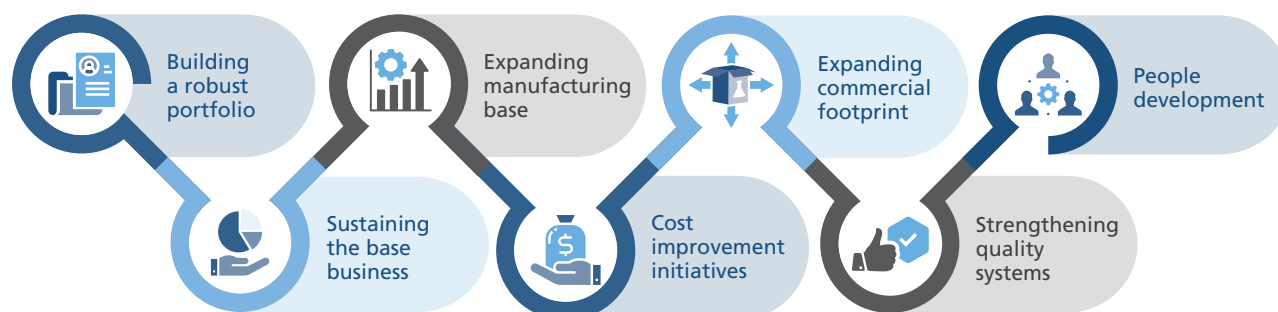 Building
a robust
portfolio
Sustaining
the base
business
Expanding
manufacturing
base
$
Cost
improvement
initiatives
Expanding
commercial
footprint
Strengthening
quality
systems
People
development